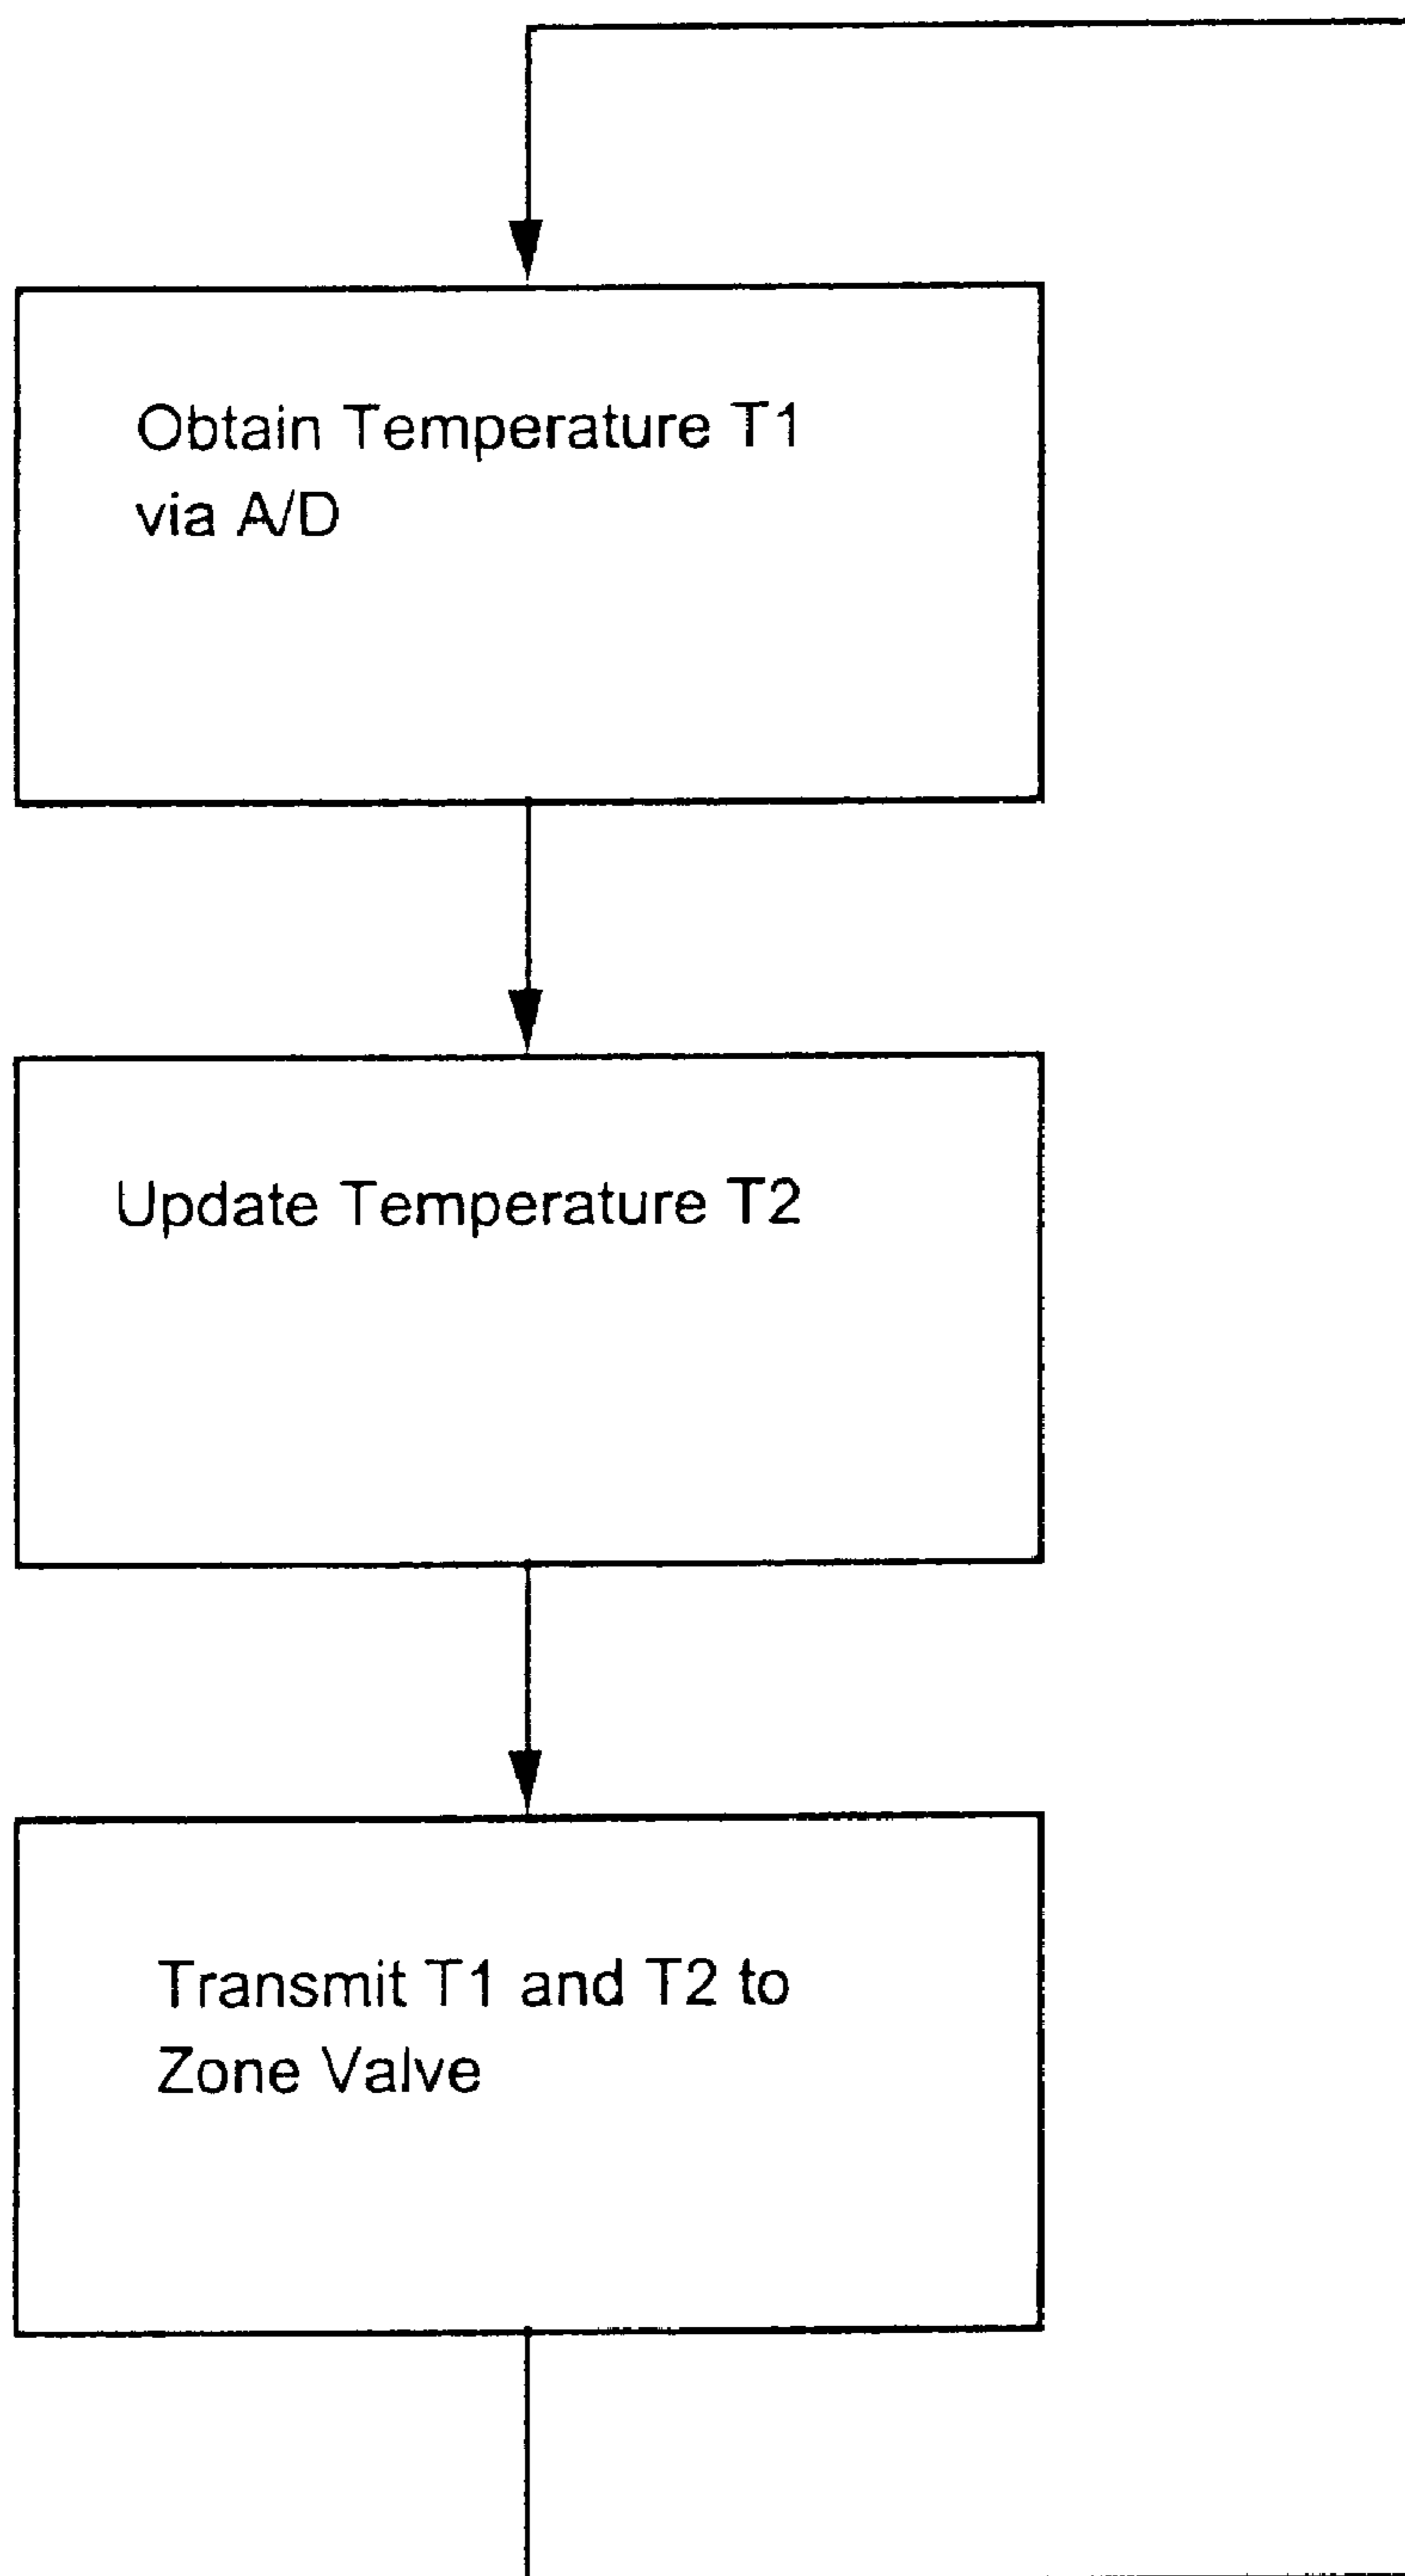 Obtain Temperature T1
via A/D
Update Temperature T2
Transmit T1 and T2 to
Zone Valve